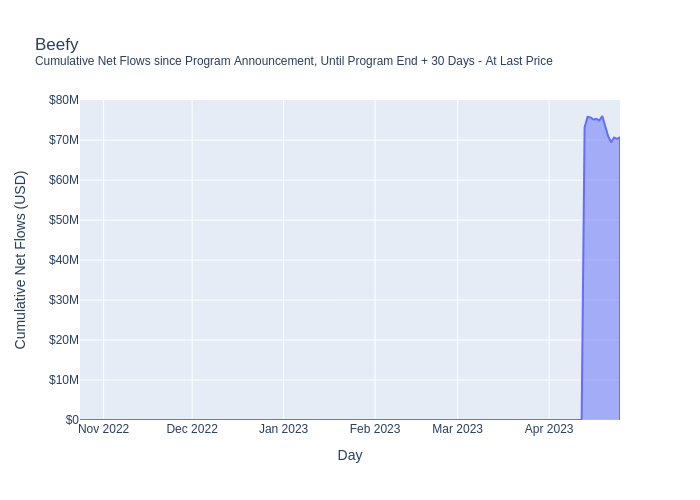 Beefy
Cumulative Net Flows since Program Announcement, Until Program End + 30 Days - At Last Price
Cumulative Net Flows (USD)
$80M
$70M
$60M
$50M
$40M
$30M
$20M
$10M
$0
Nov 2022
Dec 2022
Jan 2023
Feb 2023
Mar 2023
Apr 2023
Day